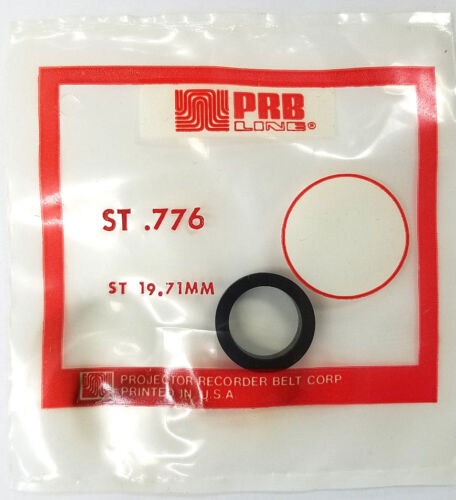 PRB
LINE®
ST .776
ST 19.71MM
PROJECTOR RECORDER BELT CORP
PRINTED IN U.S.A